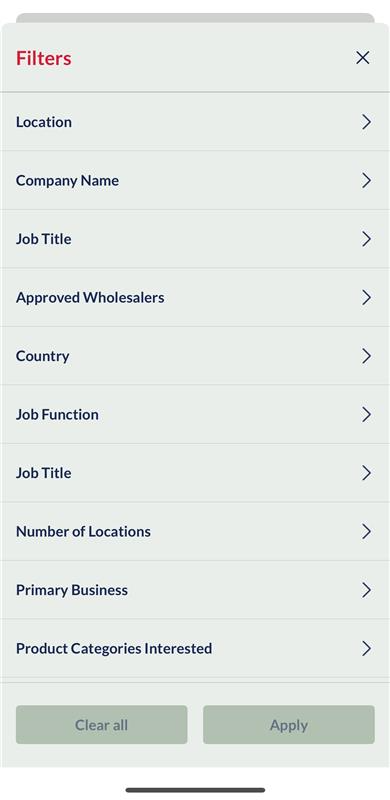 Filters
Location
Company Name
Job Title
Approved Wholesalers
Country
Job Function
Job Title
Number of Locations
Primary Business
Product Categories Interested
Clear all
Apply